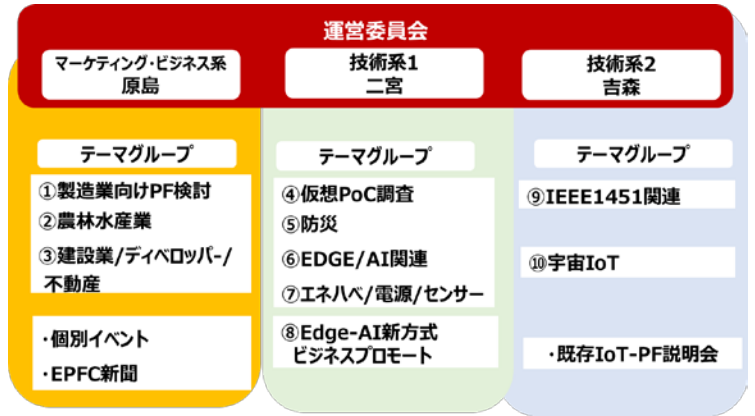 運営委員会
マーケティング・ビジネス系
原島
技術系1
二宮
技術系2
吉森
テーマグループ
①製造業向けPF検討
②農林水産業
③建設業/ディベロッパｰ/
不動産
・個別イベント
・EPFC新聞
テーマグループ
④仮想PoC調査
⑤防災
⑥EDGE/AI関連
⑦エネハベ/電源/センサー
⑧Edge-AI新方式
ビジネスプロモート
テーマグループ
⑨IEEE1451関連
⑩宇宙IoT
・既存IoT-PF説明会